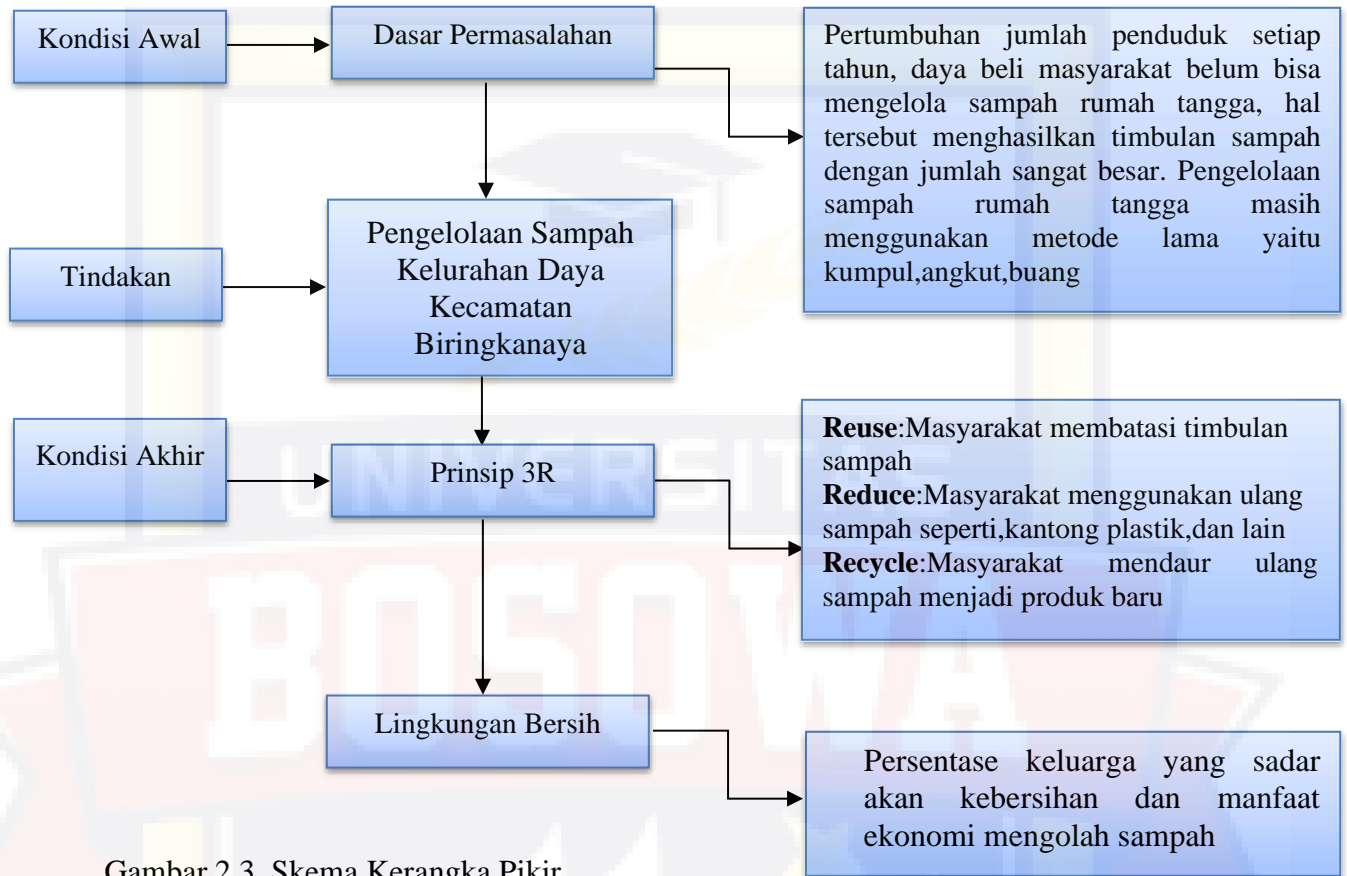 Kondisi Awal
Dasar Permasalahan
Pertumbuhan jumlah penduduk setiap
tahun, daya beli masyarakat belum bisa
mengelola sampah rumah tangga, hal
tersebut menghasilkan timbulan sampah
dengan jumlah sangat besar. Pengelolaan
sampah rumah tangga masih
menggunakan metode lama yaitu
kumpul,angkut,buang
Tindakan
Pengelolaan Sampah
Kelurahan Daya
Kecamatan
Biringkanaya
Kondisi Akhir
Prinsip 3R
Reuse:Masyarakat membatasi timbulan
sampah
Reduce:Masyarakat menggunakan ulang
sampah seperti,kantong plastik,dan lain
Recycle:Masyarakat mendaur ulang
sampah menjadi produk baru
UNIVERSITAS
BOSOWA
Lingkungan Bersih
Persentase keluarga yang sadar
akan kebersihan dan manfaat
ekonomi mengolah sampah
Gambar 2.3. Skema Kerangka Pikir